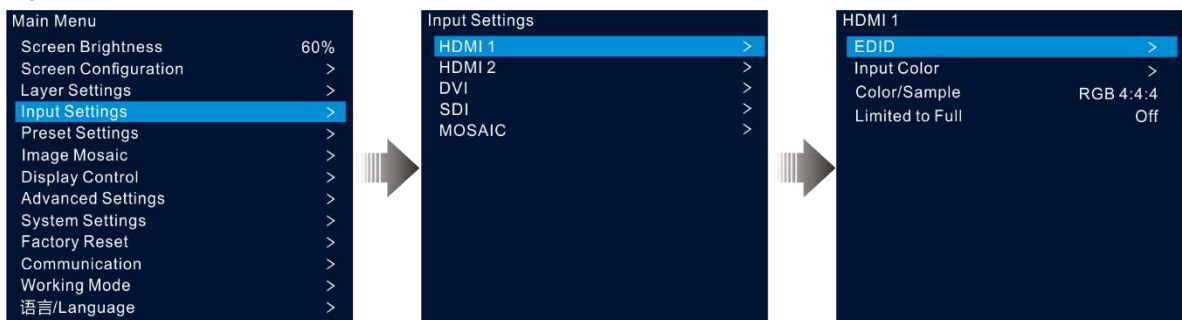 Main Menu
Screen Brightness 60%
Screen Configuration >
Layer Settings >
Input Settings >
Preset Settings >
Image Mosaic >
Display Control >
Advanced Settings >
System Settings >
Factory Reset >
Communication >
Working Mode >
语言/Language >
Input Settings
HDMI 1 >
HDMI 2 >
DVI >
SDI >
MOSAIC >
HDMI 1
EDID >
Input Color >
Color/Sample RGB 4:4:4
Limited to Full Off